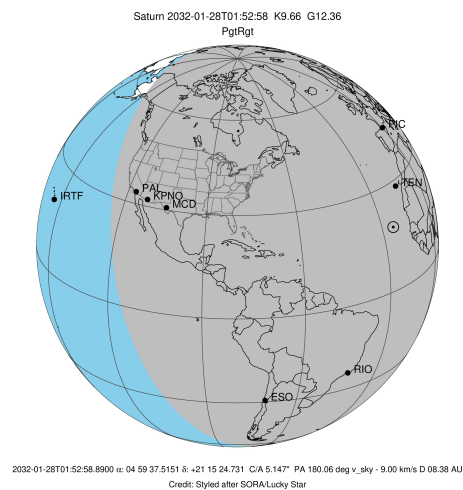 Saturn 2032-01-28T01:52:58 K9.66 G12.36
PgtRgt
PIC
TEN
PAL
IRTF
KPNO
MCD
RIO
ESO
2032-01-28T01:52:58.8900 α: 04 59 37.5151 δ: +21 15 24.731 C/A 5.147" PA 180.06 deg v_sky - 9.00 km/s D 08.38 AU
Credit: Styled after SORA/Lucky Star